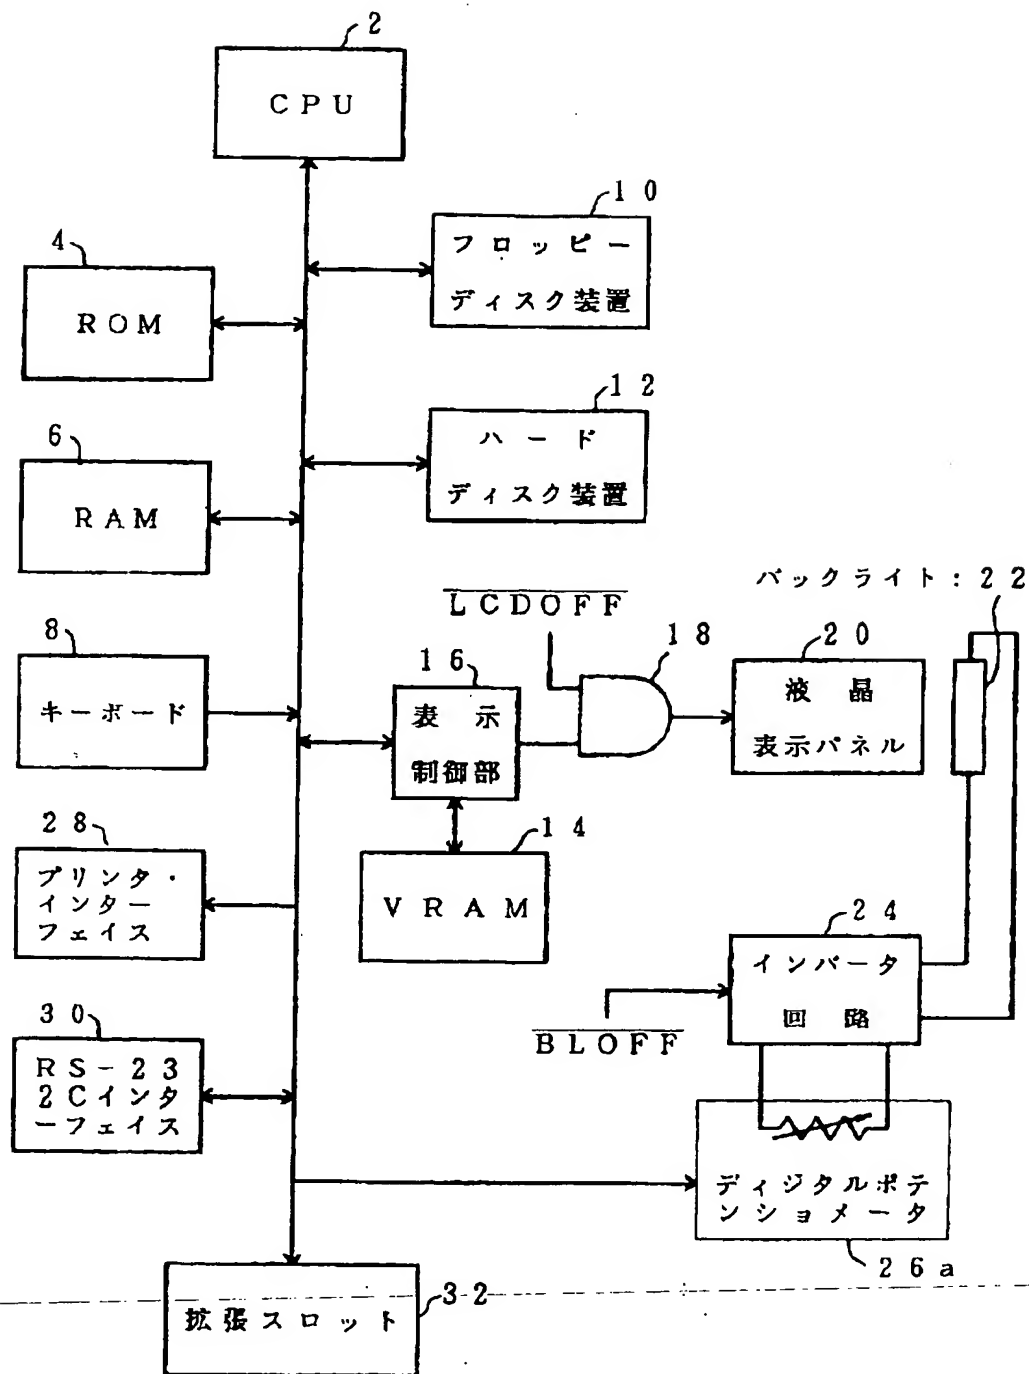 2
CPU
10
フロッピー
ディスク装置
4
ROM
12
ハード
ディスク装置
6
RAM
バックライト:22
LCDOFF
18
20
液晶
表示パネル
8
キーボード
16
表示
制御部
14
VRAM
28
プリンタ・
インター
フェイス
24
インバータ
回路
BLOFF
30
RS-23
2Cインタ
ーフェイス
ディジタルポテ
ンショメータ
26a
32
拡張スロット